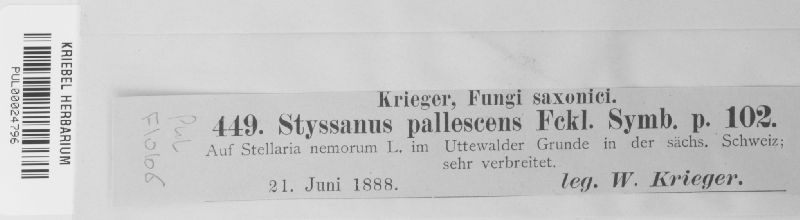 KRIEBEL HERBARIUM
PUL00024796
PUL
F10606
Krieger, Fungi saxonici.
449. Styssanus pallescens Fckl. Symb. p. 102.
Auf Stellaria nemorum L. im Uttewalder Grunde in der sächs. Schweiz;
sehr verbreitet.
21. Juni 1888.
leg. W. Krieger.